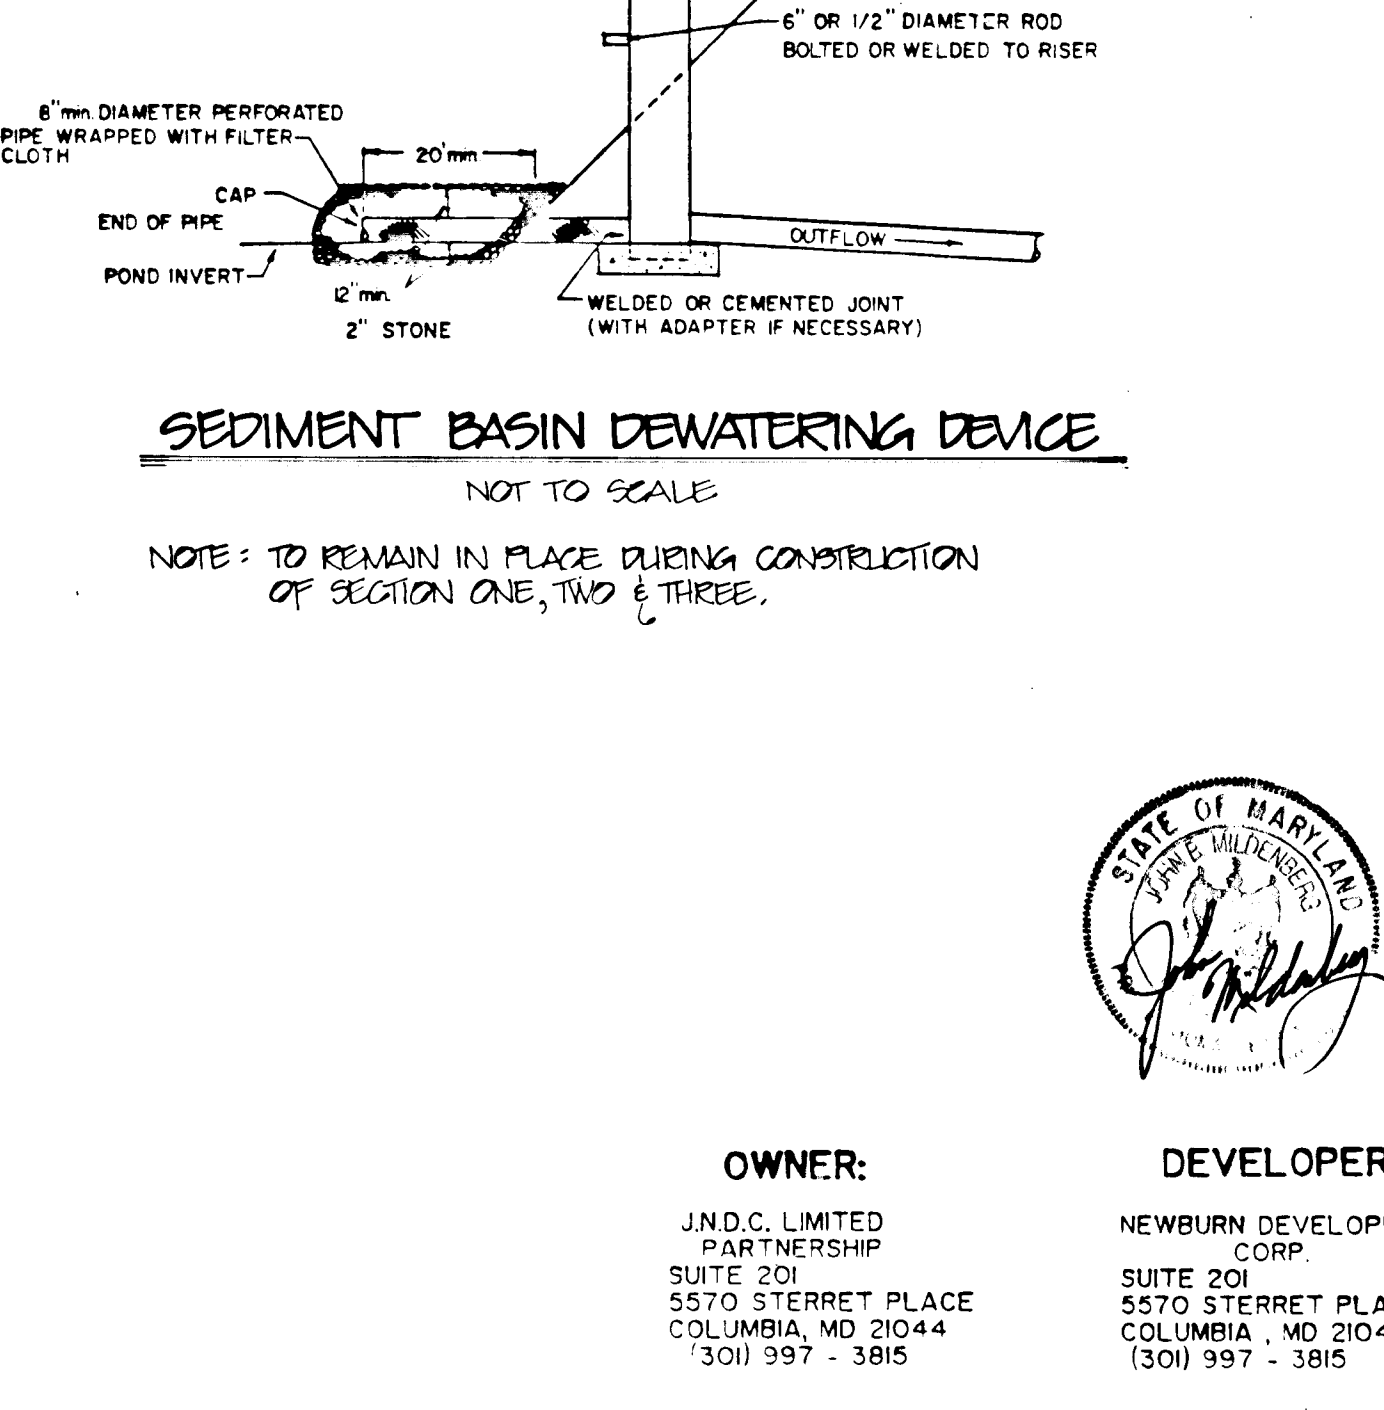 6" OR 1/2" DIAMETER ROD
BOLTED OR WELDED TO RISER
8" min. DIAMETER PERFORATED
PIPE WRAPPED WITH FILTER
CLOTH
20' min.
CAP
END OF PIPE
OUTFLOW
POND INVERT
12" min.
2" STONE
WELDED OR CEMENTED JOINT
(WITH ADAPTER IF NECESSARY)
SEDIMENT BASIN DEWATERING DEVICE
NOT TO SCALE
NOTE: TO REMAIN IN PLACE DURING CONSTRUCTION
OF SECTION ONE, TWO & THREE.
STATE OF MARYLAND
JOHN B. MILDENBERG
John Mildenberg
OWNER:
J.N.D.C. LIMITED
PARTNERSHIP
SUITE 201
5570 STERRET PLACE
COLUMBIA, MD 21044
(301) 997 - 3815
DEVELOPER
NEWBURN DEVELOP
CORP.
SUITE 201
5570 STERRET PLA
COLUMBIA , MD 2104
(301) 997 - 3815